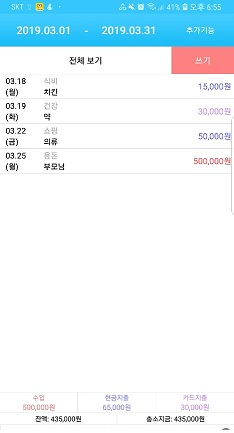 SKT 41% 오후 6:55
2019.03.01 - 2019.03.31 추가기능
전체 보기 쓰기
03.18 식비 15,000원
(월) 치킨
03.19 건강 30,000원
(화) 약
03.22 쇼핑 50,000원
(금) 의류
03.25 용돈 500,000원
(월) 부모님
수입 현금지출 카드지출
500,000원 65,000원 30,000원
잔액: 435,000원 총소지금: 435,000원